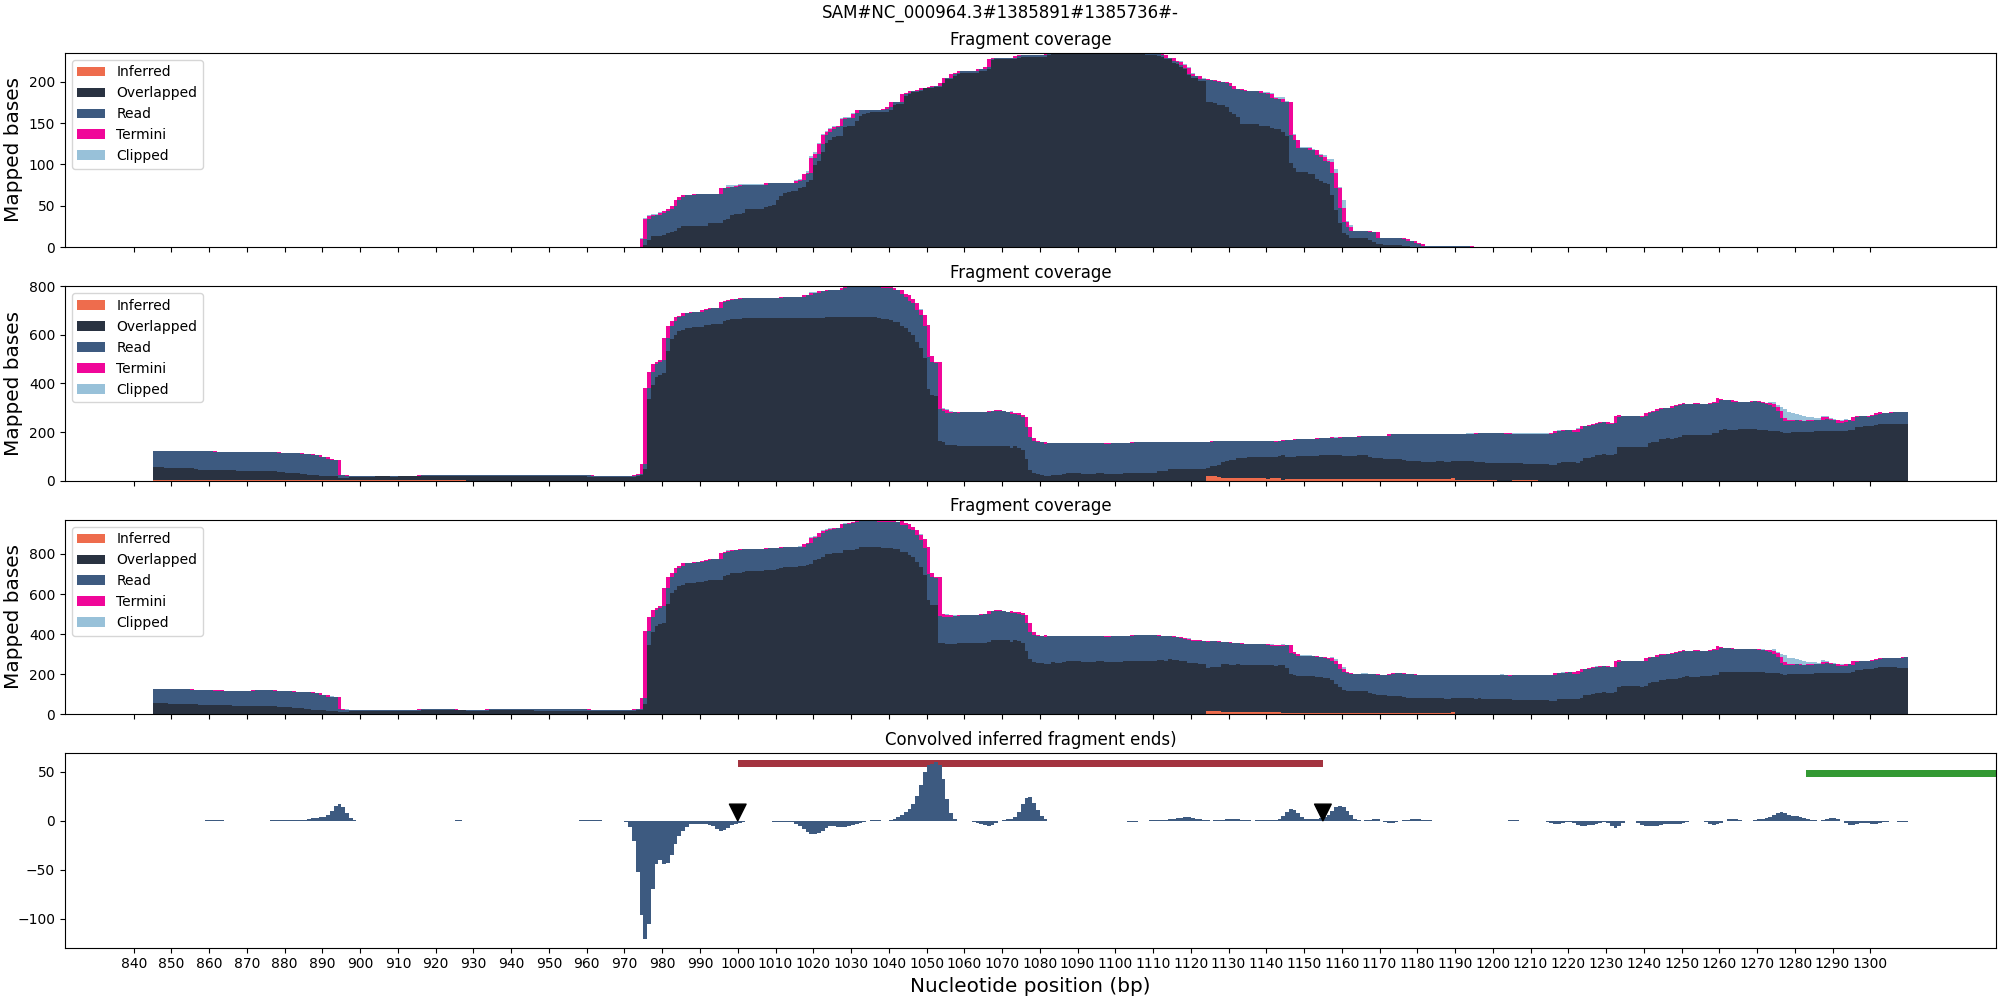 SAM#NC_000964.3#1385891#1385736#-
Fragment coverage
Mapped bases
200
150
100
50
0
Inferred
Overlapped
Read
Termini
Clipped
Fragment coverage
Mapped bases
800
600
400
200
0
Inferred
Overlapped
Read
Termini
Clipped
Fragment coverage
Mapped bases
800
600
400
200
0
Inferred
Overlapped
Read
Termini
Clipped
Convolved inferred fragment ends)
50
0
−50
−100
840 850 860 870 880 890 900 910 920 930 940 950 960 970 980 990 1000 1010 1020 1030 1040 1050 1060 1070 1080 1090 1100 1110 1120 1130 1140 1150 1160 1170 1180 1190 1200 1210 1220 1230 1240 1250 1260 1270 1280 1290 1300
Nucleotide position (bp)